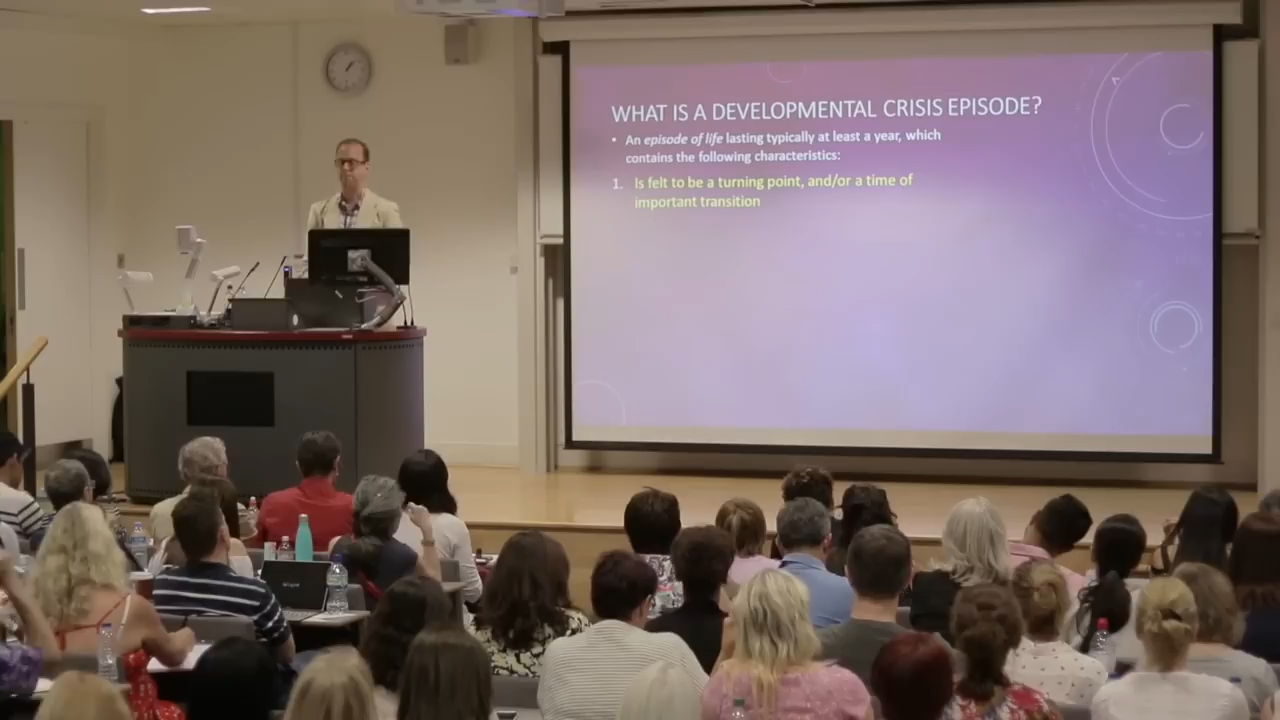 WHAT IS A DEVELOPMENTAL CRISIS EPISODE?
• An episode of life lasting typically at least a year, which
contains the following characteristics:
1. Is felt to be a turning point, and/or a time of
important transition